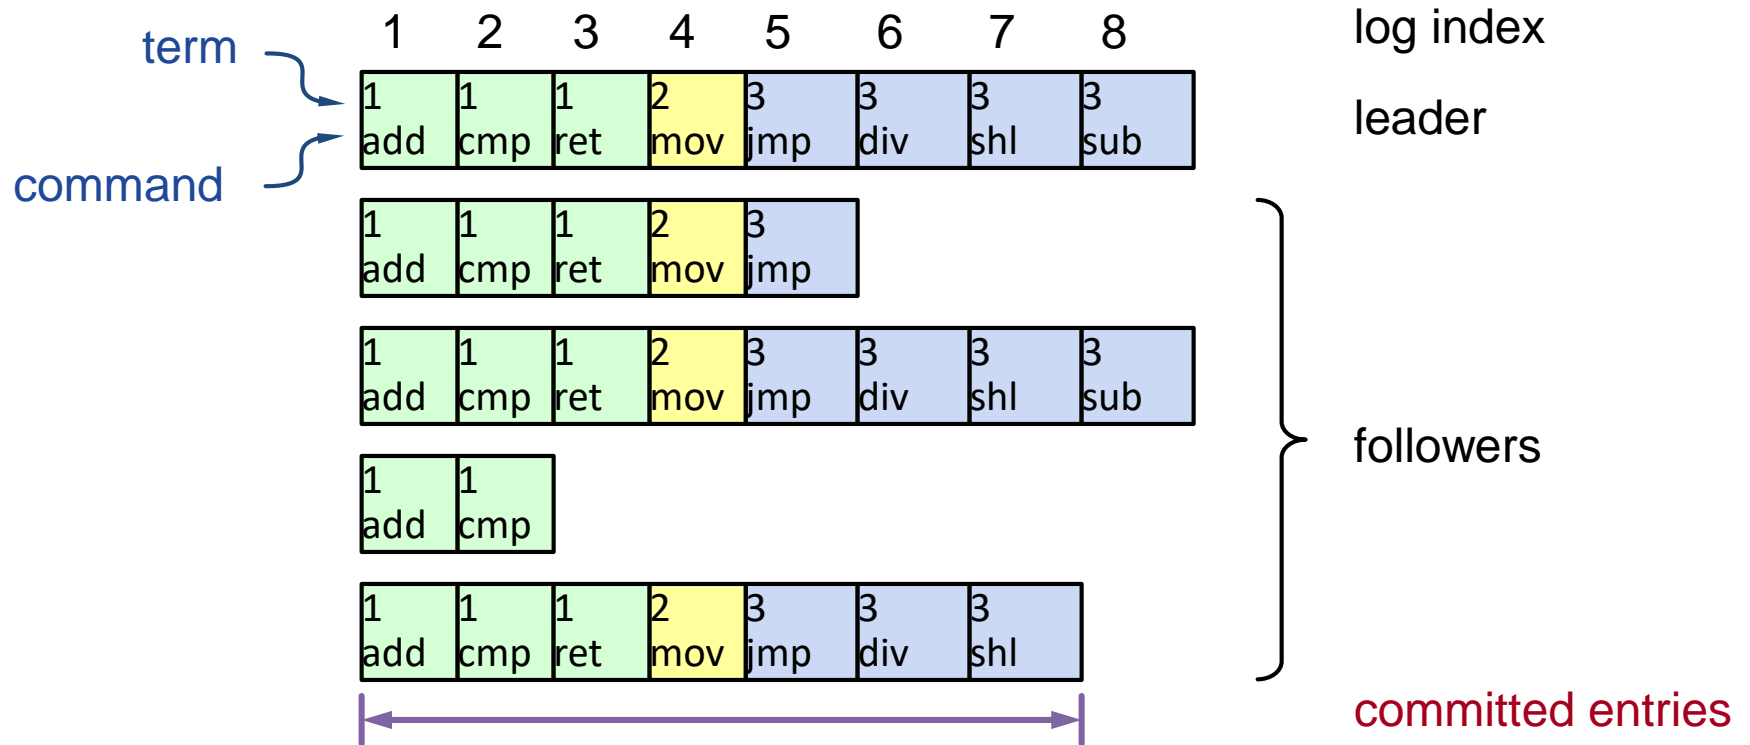 1 2 3 4 5 6 7 8 log index
term
1 1 1 2 3 3 3 3
leader
add cmp ret mov jmp div shl sub
command
1 1 1 2 3
add cmp ret mov jmp
1 1 1 2 3 3 3 3
add cmp ret mov jmp div shl sub
followers
1 1
add cmp
1 1 1 2 3 3 3
add cmp ret mov jmp div shl
committed entries